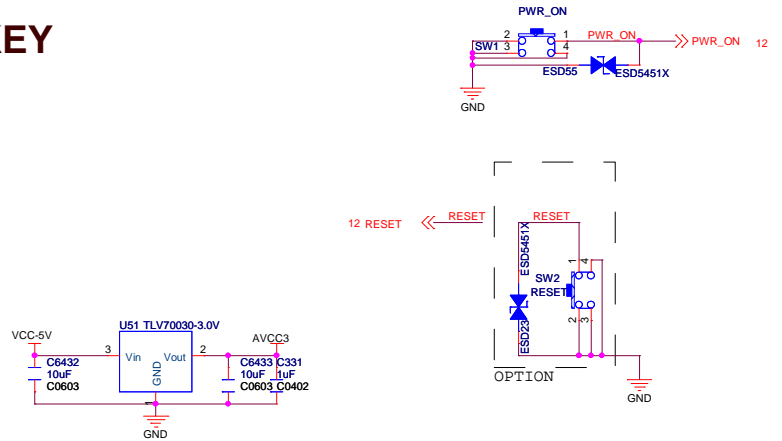 KEY
PWR_ON
2 1 PWR_ON PWR_ON 12
SW1 3 4
ESD55 ESD5451X
GND
12 RESET RESET RESET
ESD5451X
1 4
SW2
RESET
2 3
ESD23
OPTION
GND
U51 TLV70030-3.0V
VCC-5V AVCC3
3 Vin Vout 2
GND
1
C6432
10uF
C0603
C6433 C331
10uF 1uF
C0603 C0402
GND